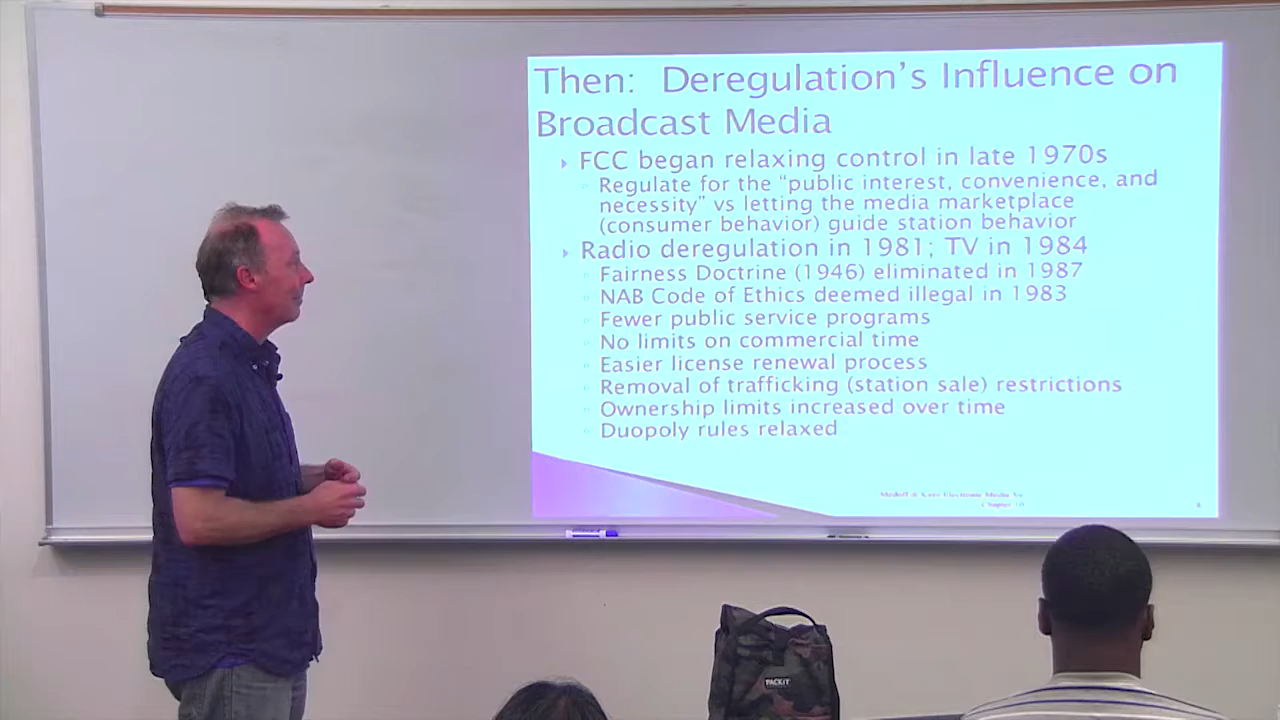 Then: Deregulation's Influence on
Broadcast Media
FCC began relaxing control in late 1970s
Regulate for the “public interest, convenience, and
necessity” vs letting the media marketplace
(consumer behavior) guide station behavior
Radio deregulation in 1981; TV in 1984
Fairness Doctrine (1946) eliminated in 1987
NAB Code of Ethics deemed illegal in 1983
Fewer public service programs
No limits on commercial time
Easier license renewal process
Removal of trafficking (station sale) restrictions
Ownership limits increased over time
Duopoly rules relaxed
Electronic Media
Chapter 10
PACKiT